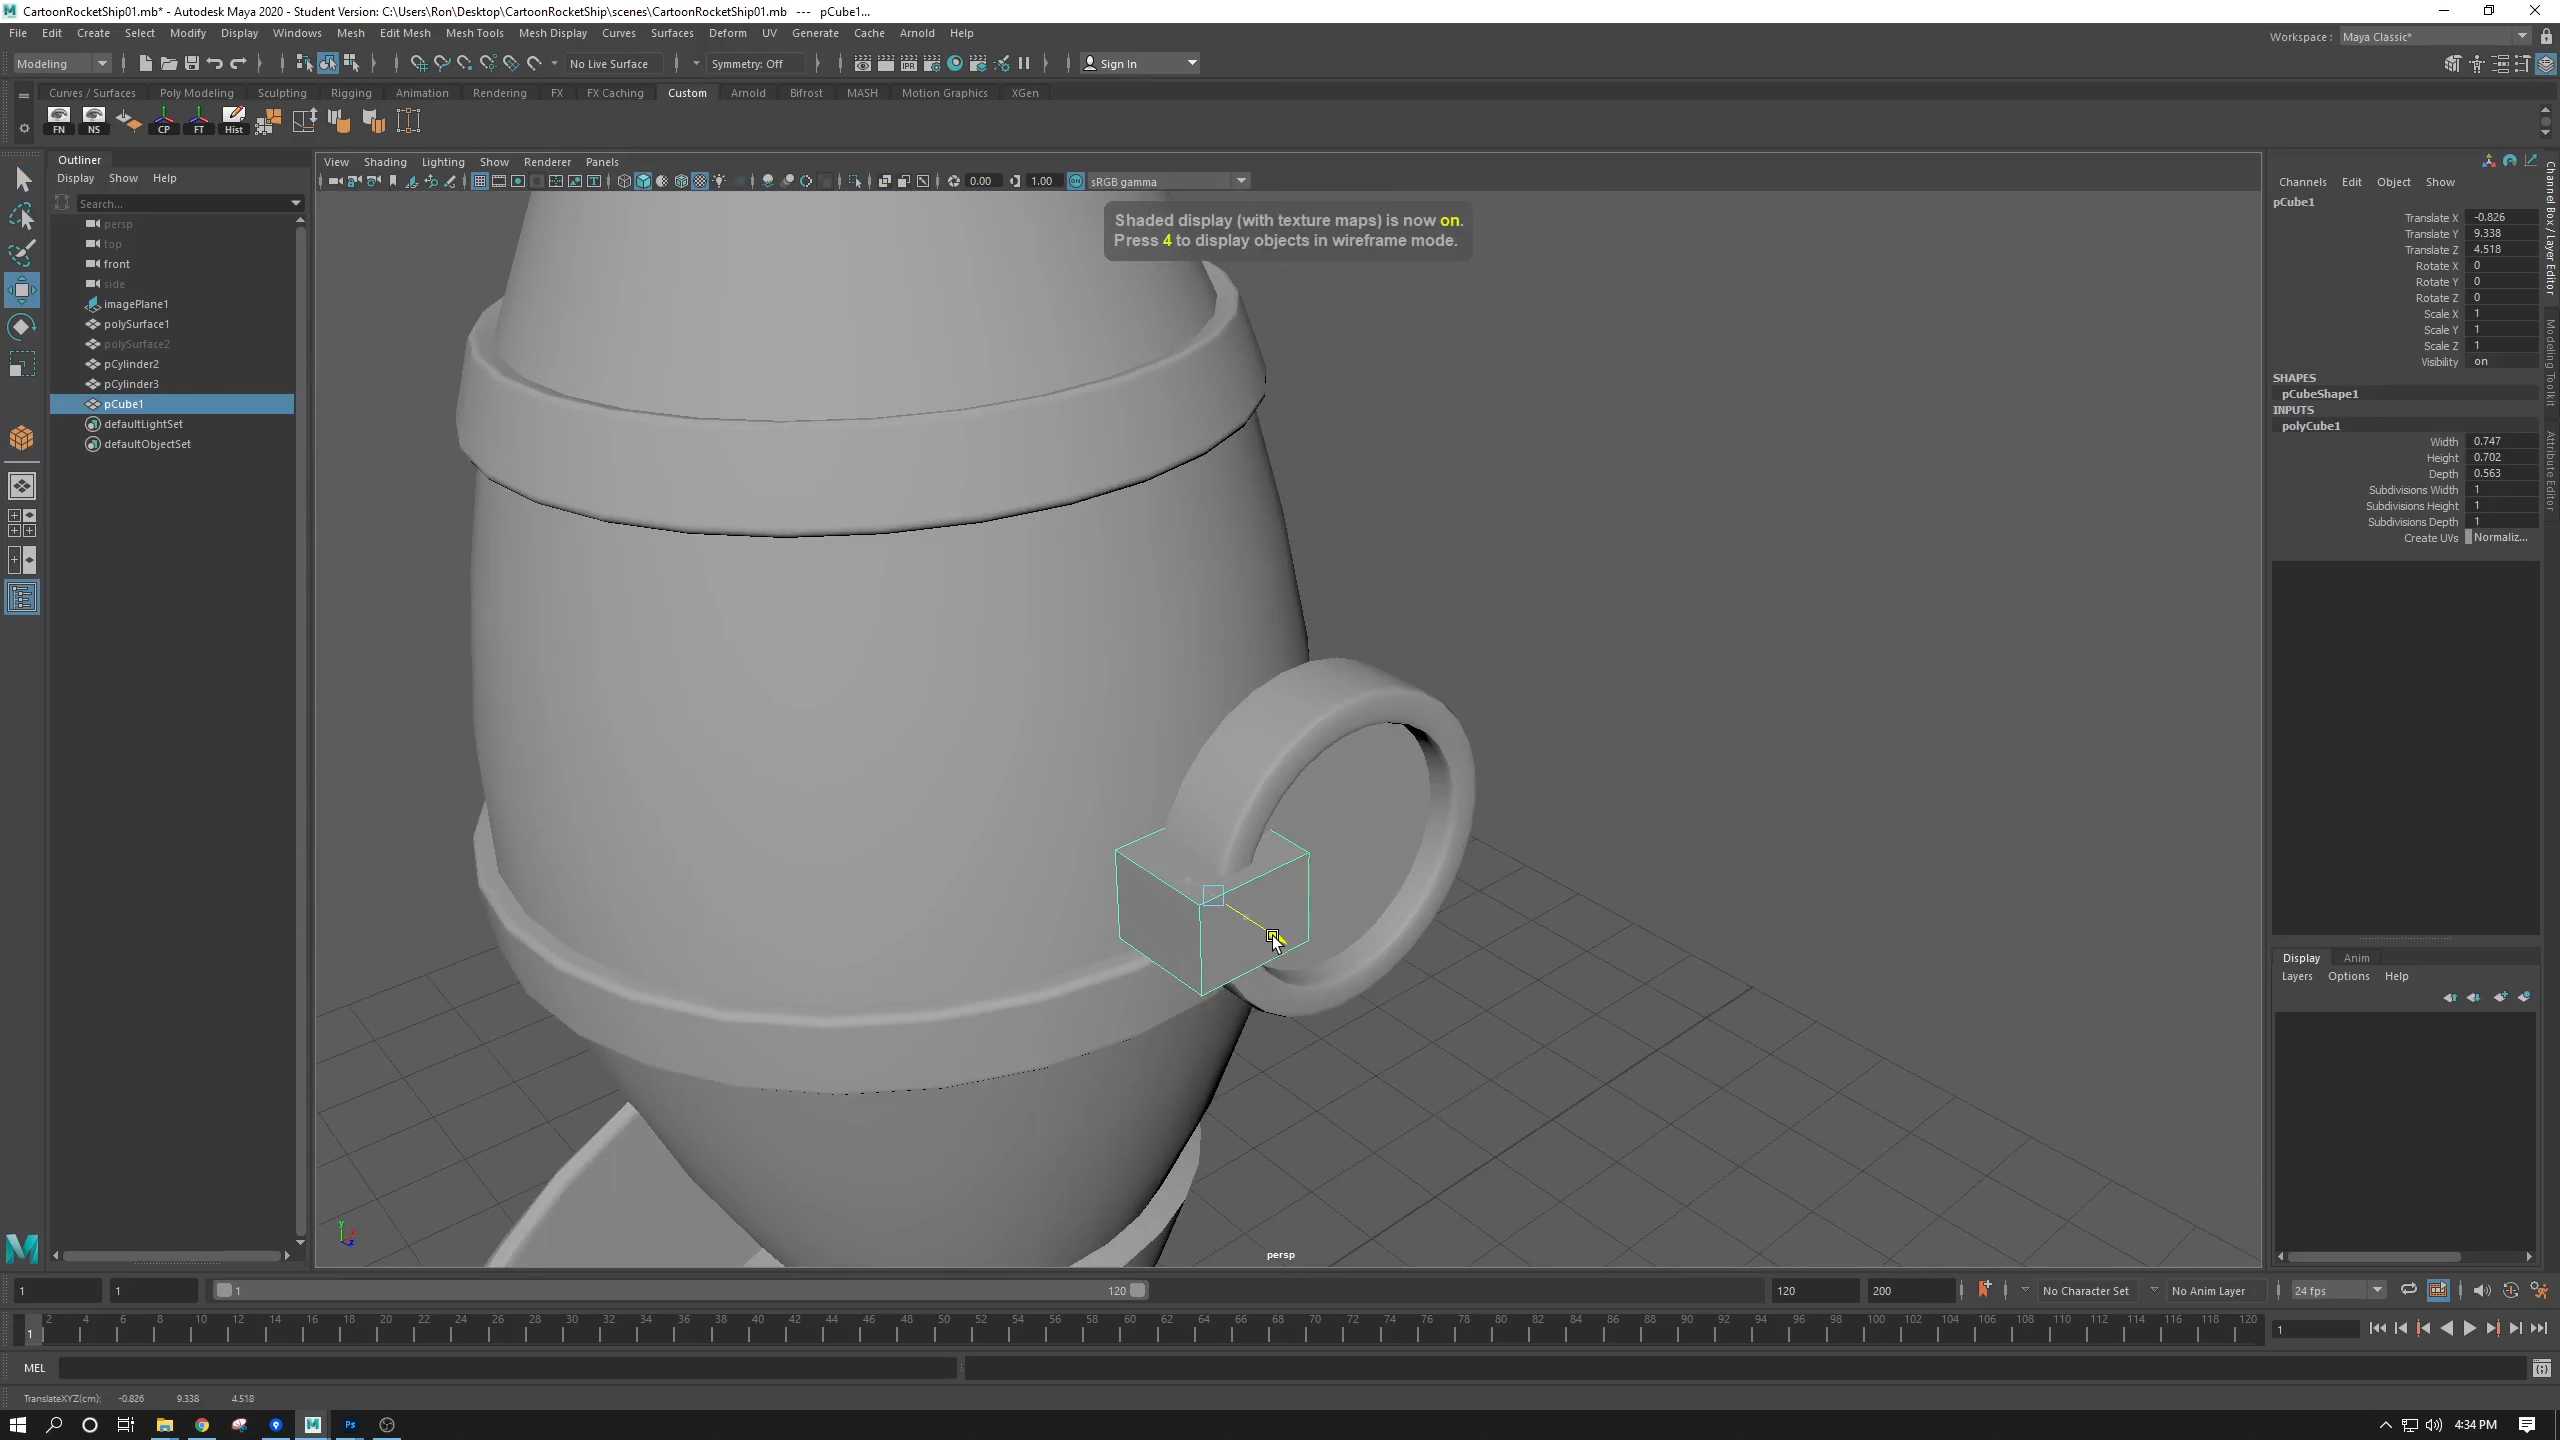 CartoonRocketShip01.mb* - Autodesk Maya 2020 - Student Version: C:\Users\Ron\Desktop\CartoonRocketShip\scenes\CartoonRocketShip01.mb   ---   pCube1...
File Edit Create Select Modify Display Windows Mesh Edit Mesh Mesh Tools Mesh Display Curves Surfaces Deform UV Generate Cache Arnold Help
Workspace : Maya Classic*
Modeling No Live Surface Symmetry: Off IPR Sign In
Curves / Surfaces Poly Modeling Sculpting Rigging Animation Rendering FX FX Caching Custom Arnold Bifrost MASH Motion Graphics XGen
FN NS CP FT Hist
Outliner
Display Show Help
Search...
persp
top
front
side
imagePlane1
polySurface1
polySurface2
pCylinder2
pCylinder3
pCube1
defaultLightSet
defaultObjectSet
View Shading Lighting Show Renderer Panels
0.00 1.00 ON sRGB gamma
Shaded display (with texture maps) is now on.
Press 4 to display objects in wireframe mode.
persp
y
x
z
Channels Edit Object Show
pCube1
Translate X -0.826
Translate Y 9.338
Translate Z 4.518
Rotate X 0
Rotate Y 0
Rotate Z 0
Scale X 1
Scale Y 1
Scale Z 1
Visibility on
SHAPES
pCubeShape1
INPUTS
polyCube1
Width 0.747
Height 0.702
Depth 0.563
Subdivisions Width 1
Subdivisions Height 1
Subdivisions Depth 1
Create UVs Normaliz...
Channel Box / Layer Editor
Modeling Toolkit
Attribute Editor
Display Anim
Layers Options Help
1 1 1 120 120 200 No Character Set No Anim Layer 24 fps
2 4 6 8 10 12 14 16 18 20 22 24 26 28 30 32 34 36 38 40 42 44 46 48 50 52 54 56 58 60 62 64 66 68 70 72 74 76 78 80 82 84 86 88 90 92 94 96 98 100 102 104 106 108 110 112 114 116 118 120
1 1
MEL
TranslateXYZ(cm): -0.826 9.338 4.518
Ps 4:34 PM